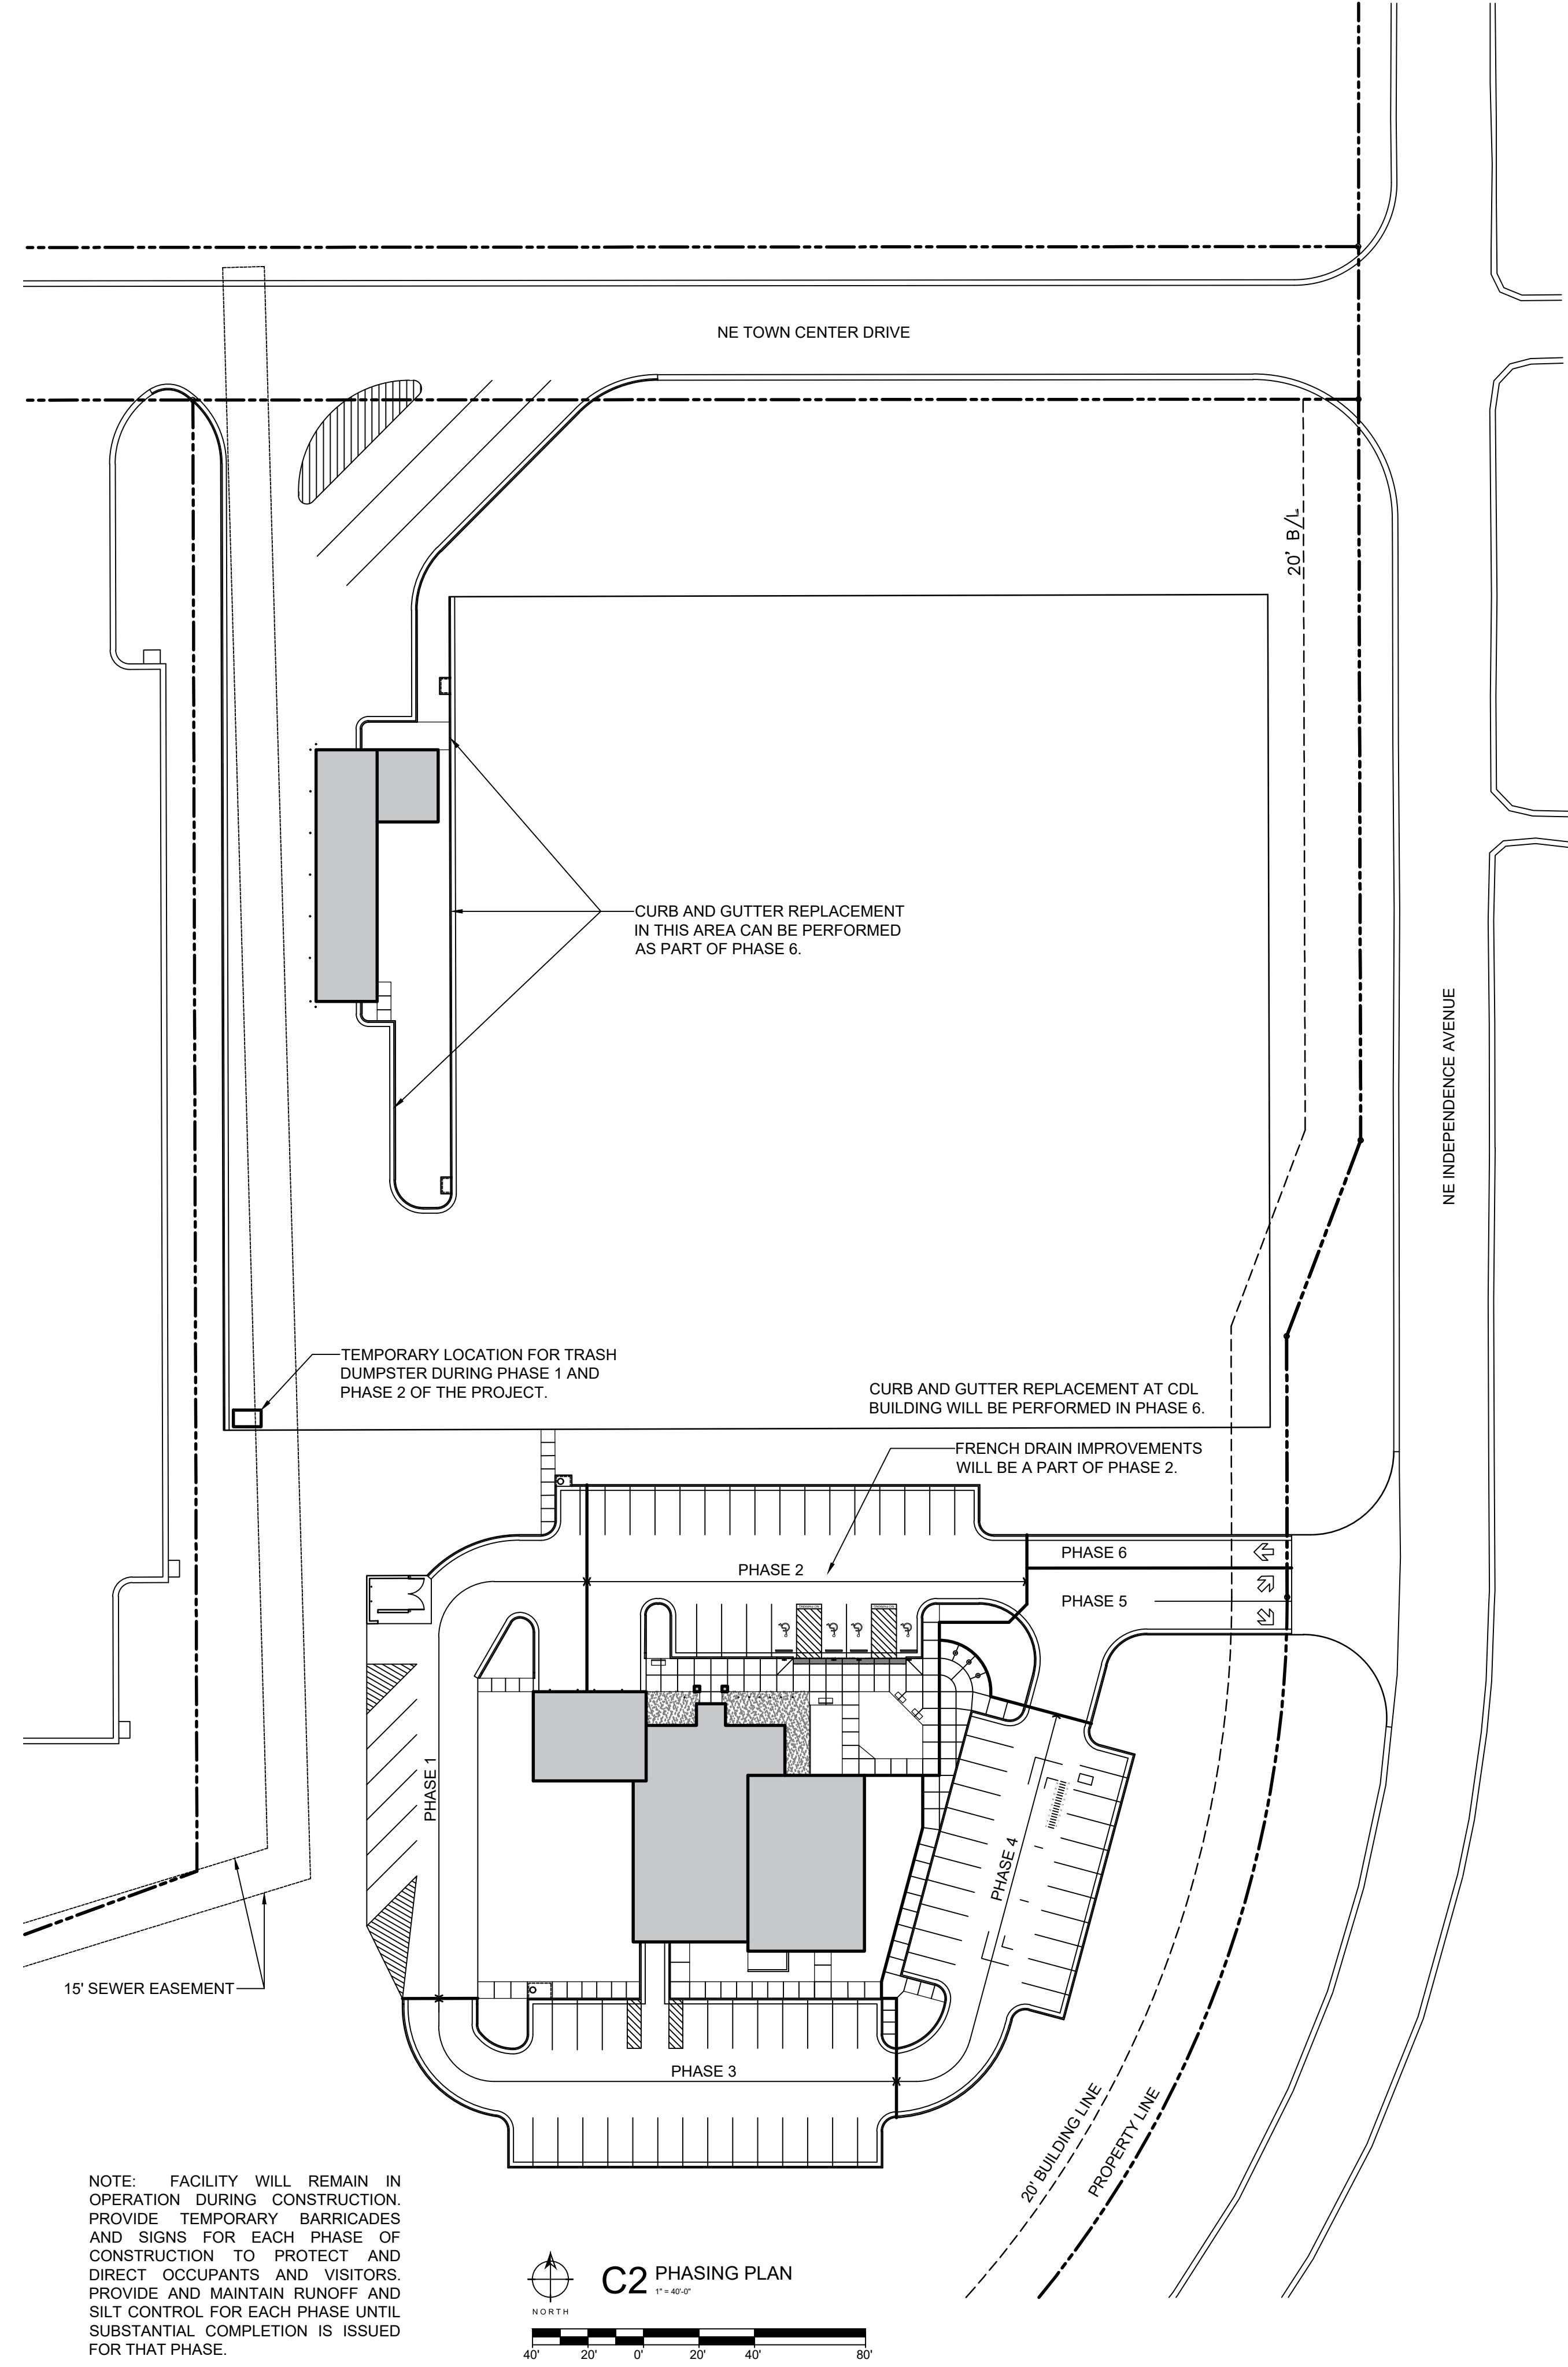 NE TOWN CENTER DRIVE
20' B/L
CURB AND GUTTER REPLACEMENT
IN THIS AREA CAN BE PERFORMED
AS PART OF PHASE 6.
NE INDEPENDENCE AVENUE
TEMPORARY LOCATION FOR TRASH
DUMPSTER DURING PHASE 1 AND
PHASE 2 OF THE PROJECT.
CURB AND GUTTER REPLACEMENT AT CDL
BUILDING WILL BE PERFORMED IN PHASE 6.
FRENCH DRAIN IMPROVEMENTS
WILL BE A PART OF PHASE 2.
PHASE 6
PHASE 2
PHASE 5
PHASE 1
PHASE 4
15' SEWER EASEMENT
PHASE 3
20' BUILDING LINE
PROPERTY LINE
NOTE: FACILITY WILL REMAIN IN
OPERATION DURING CONSTRUCTION.
PROVIDE TEMPORARY BARRICADES
AND SIGNS FOR EACH PHASE OF
CONSTRUCTION TO PROTECT AND
DIRECT OCCUPANTS AND VISITORS.
PROVIDE AND MAINTAIN RUNOFF AND
SILT CONTROL FOR EACH PHASE UNTIL
SUBSTANTIAL COMPLETION IS ISSUED
FOR THAT PHASE.
NORTH
C2 PHASING PLAN
1" = 40'-0"
40' 20' 0' 20' 40' 80'